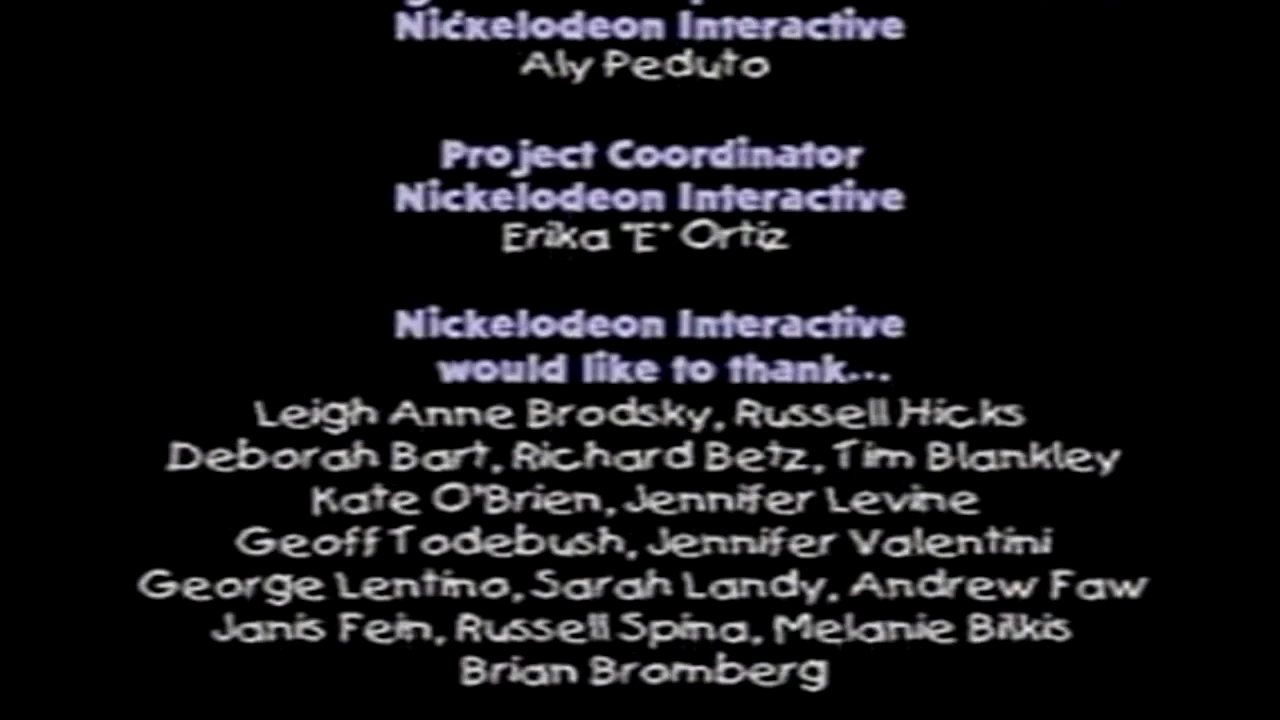 Nickelodeon Interactive
Aly Peduto
Project Coordinator
Nickelodeon Interactive
Erika "E" Ortiz
Nickelodeon Interactive
would like to thank...
Leigh Anne Brodsky, Russell Hicks
Deborah Bart, Richard Betz, Tim Blankley
Kate O'Brien, Jennifer Levine
Geoff Todebush, Jennifer Valentini
George Lentino, Sarah Landy, Andrew Faw
Janis Fein, Russell Spina, Melanie Bilkis
Brian Bromberg